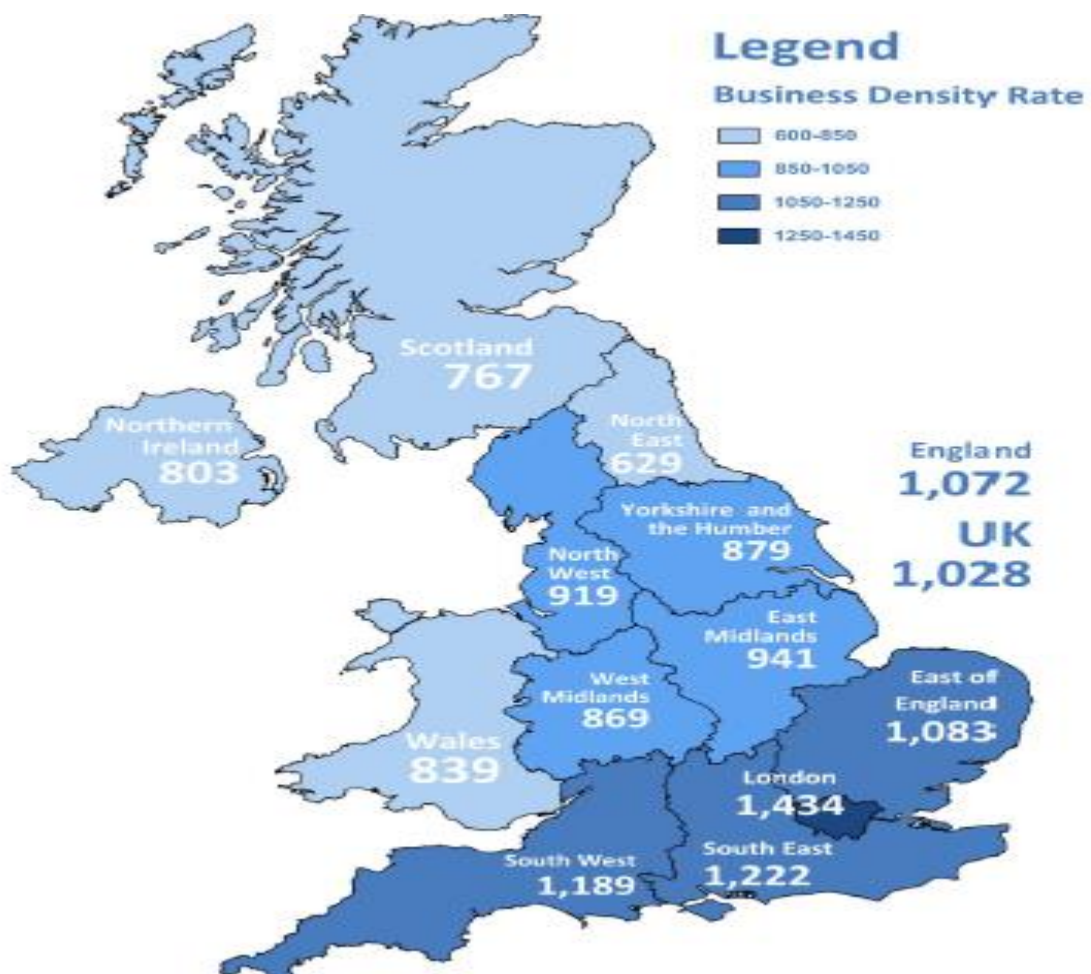 Legend
Business Density Rate
600-850
850-1050
1050-1250
1250-1450
Scotland
767
Northern
Ireland
803
North
East
629
England
1,072
UK
1,028
Yorkshire and
the Humber
879
North
West
919
East
Midlands
941
West
Midlands
869
East of
England
1,083
Wales
839
London
1,434
South West
1,189
South East
1,222